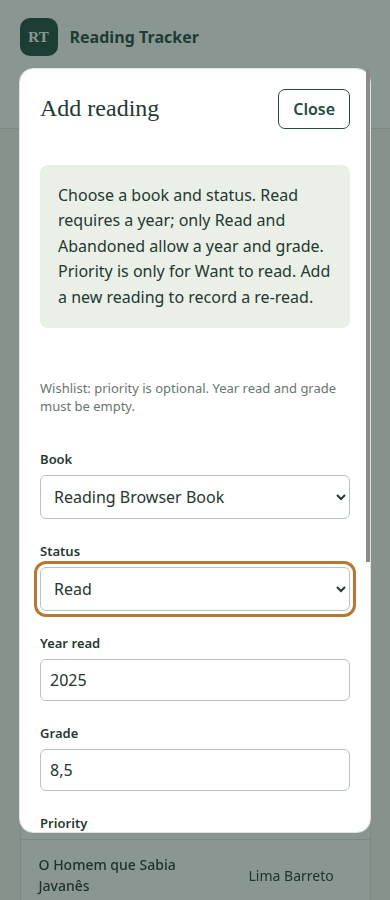 RT
Reading Tracker
Add reading
Close
Choose a book and status. Read
requires a year; only Read and
Abandoned allow a year and grade.
Priority is only for Want to read. Add
a new reading to record a re-read.
Wishlist: priority is optional. Year read and grade
must be empty.
Book
Reading Browser Book
Status
Read
Year read
2025
Grade
8,5
Priority
O Homem que Sabia
Javanês
Lima Barreto